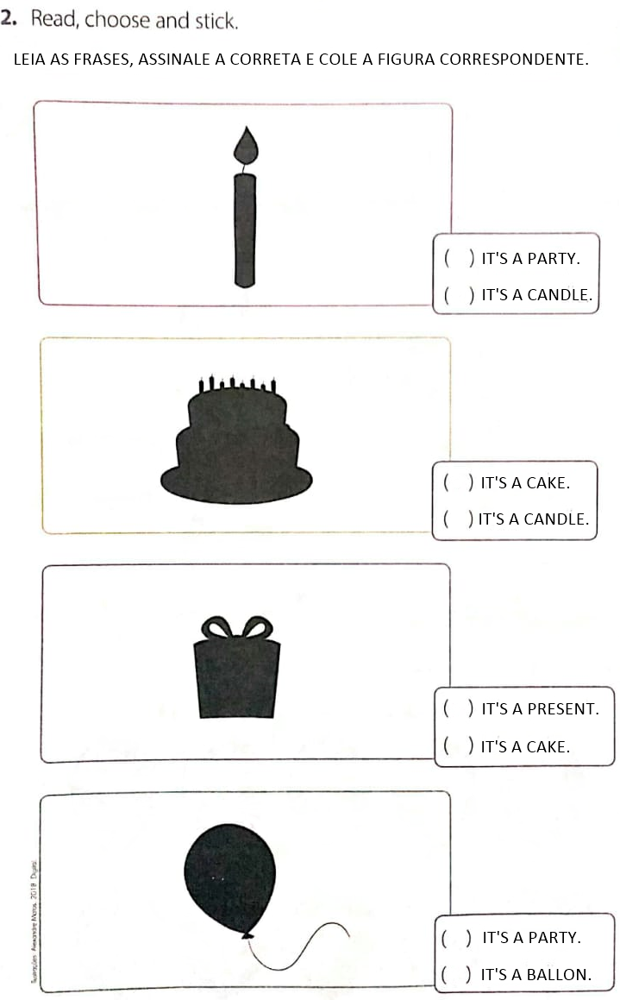 2. Read, choose and stick.
LEIA AS FRASES, ASSINALE A CORRETA E COLE A FIGURA CORRESPONDENTE.
( ) IT'S A PARTY.
( ) IT'S A CANDLE.
( ) IT'S A CAKE.
( ) IT'S A CANDLE.
( ) IT'S A PRESENT.
( ) IT'S A CAKE.
( ) IT'S A PARTY.
( ) IT'S A BALLON.
Ilustrações: Alexandre Matos. 2018. Digital.